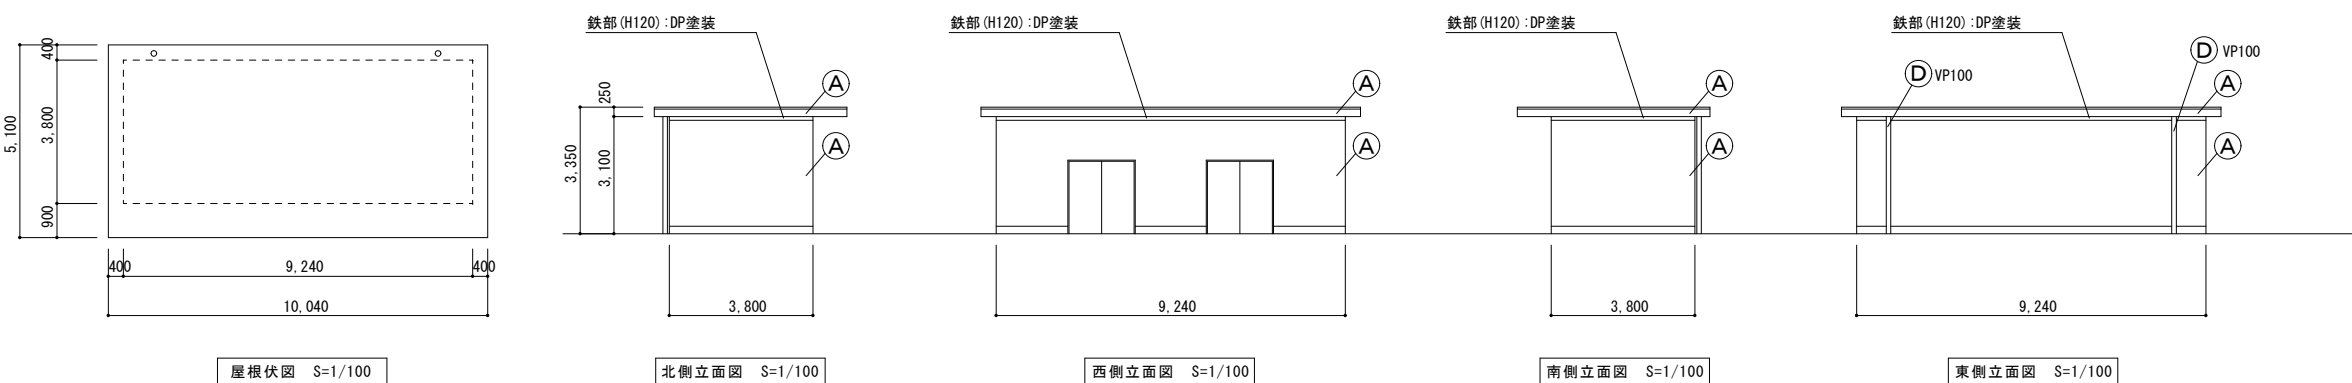 400
3,800
5,100
900
400
9,240
400
10,040
屋根伏図 S=1/100
鉄部(H120):DP塗装
A
250
3,350
3,100
A
3,800
北側立面図 S=1/100
鉄部(H120):DP塗装
A
A
9,240
西側立面図 S=1/100
鉄部(H120):DP塗装
A
A
3,800
南側立面図 S=1/100
鉄部(H120):DP塗装
D VP100
D VP100
A
A
9,240
東側立面図 S=1/100